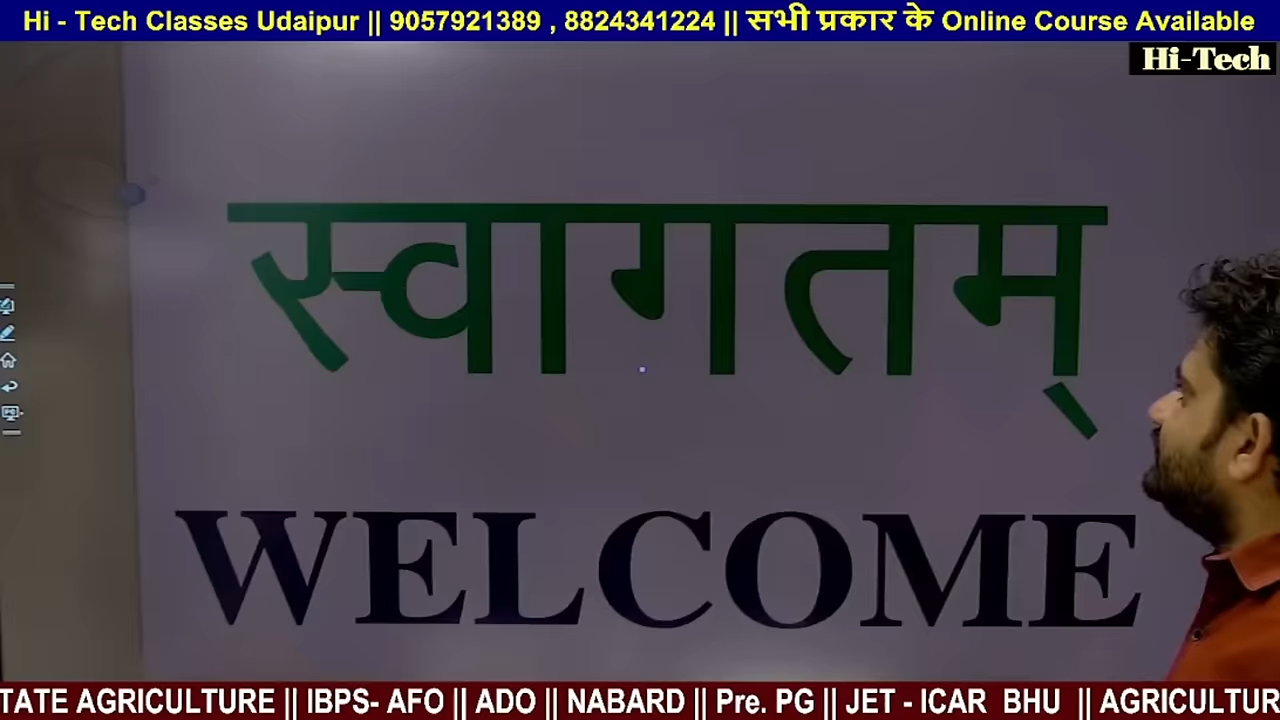 Hi - Tech Classes Udaipur || 9057921389 , 8824341224 || सभी प्रकार के Online Course Available
Hi-Tech
स्वागतम्
WELCOME
TATE AGRICULTURE || IBPS- AFO || ADO || NABARD || Pre. PG || JET - ICAR BHU || AGRICULTUR